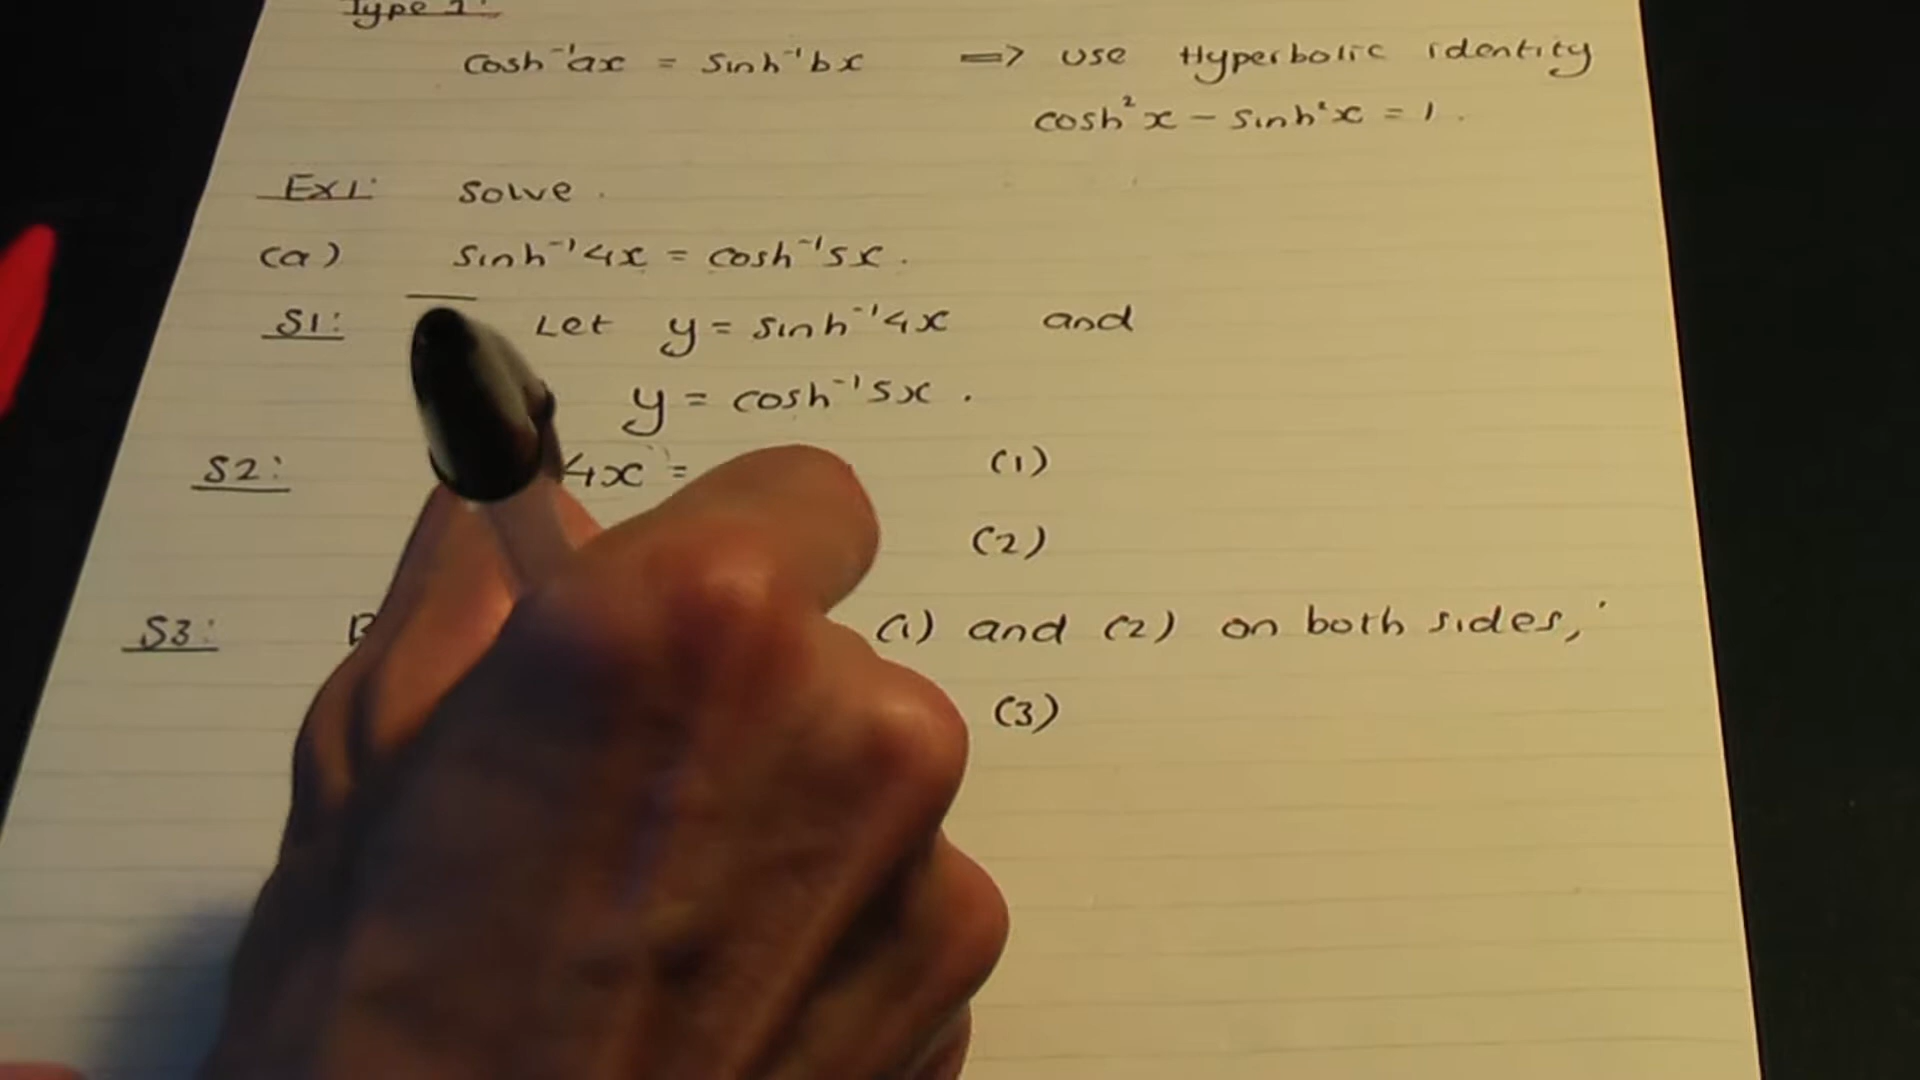 Type 1:
cosh⁻¹ax = sinh⁻¹bx ⟹ use Hyperbolic identity
cosh²x - sinh²x = 1.
Ex1: Solve.
(a) sinh⁻¹4x = cosh⁻¹5x.
S1: Let y = sinh⁻¹4x and
y = cosh⁻¹5x.
S2: 4x = (1)
(2)
S3: (1) and (2) on both sides,
(3)